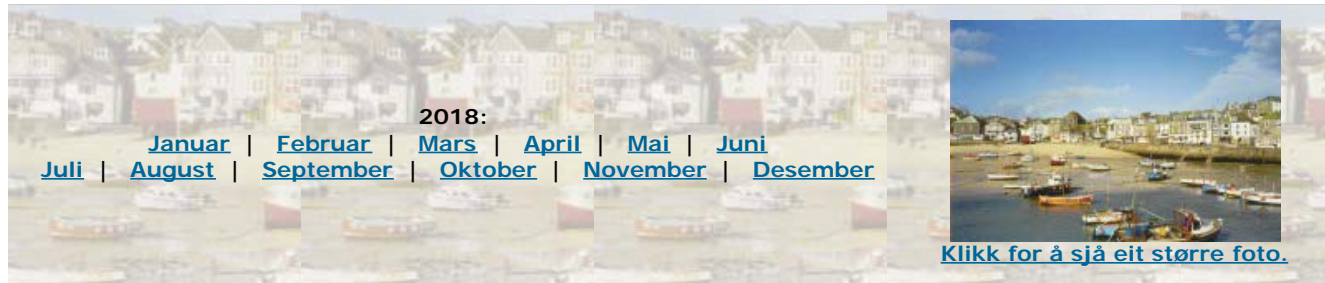 2018:
Januar | Februar | Mars | April | Mai | Juni
Juli | August | September | Oktober | November | Desember
Klikk for å sjå eit større foto.